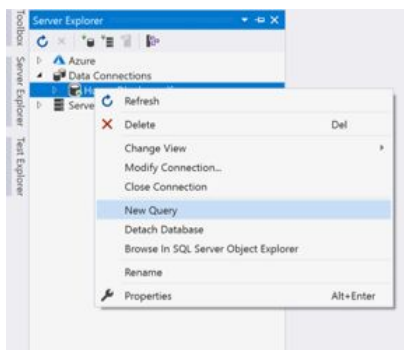 Toolbox
Server Explorer
Test Explorer
Server Explorer
Azure
Data Connections
Serve
Refresh
Delete Del
Change View
Modify Connection...
Close Connection
New Query
Detach Database
Browse In SQL Server Object Explorer
Rename
Properties Alt+Enter